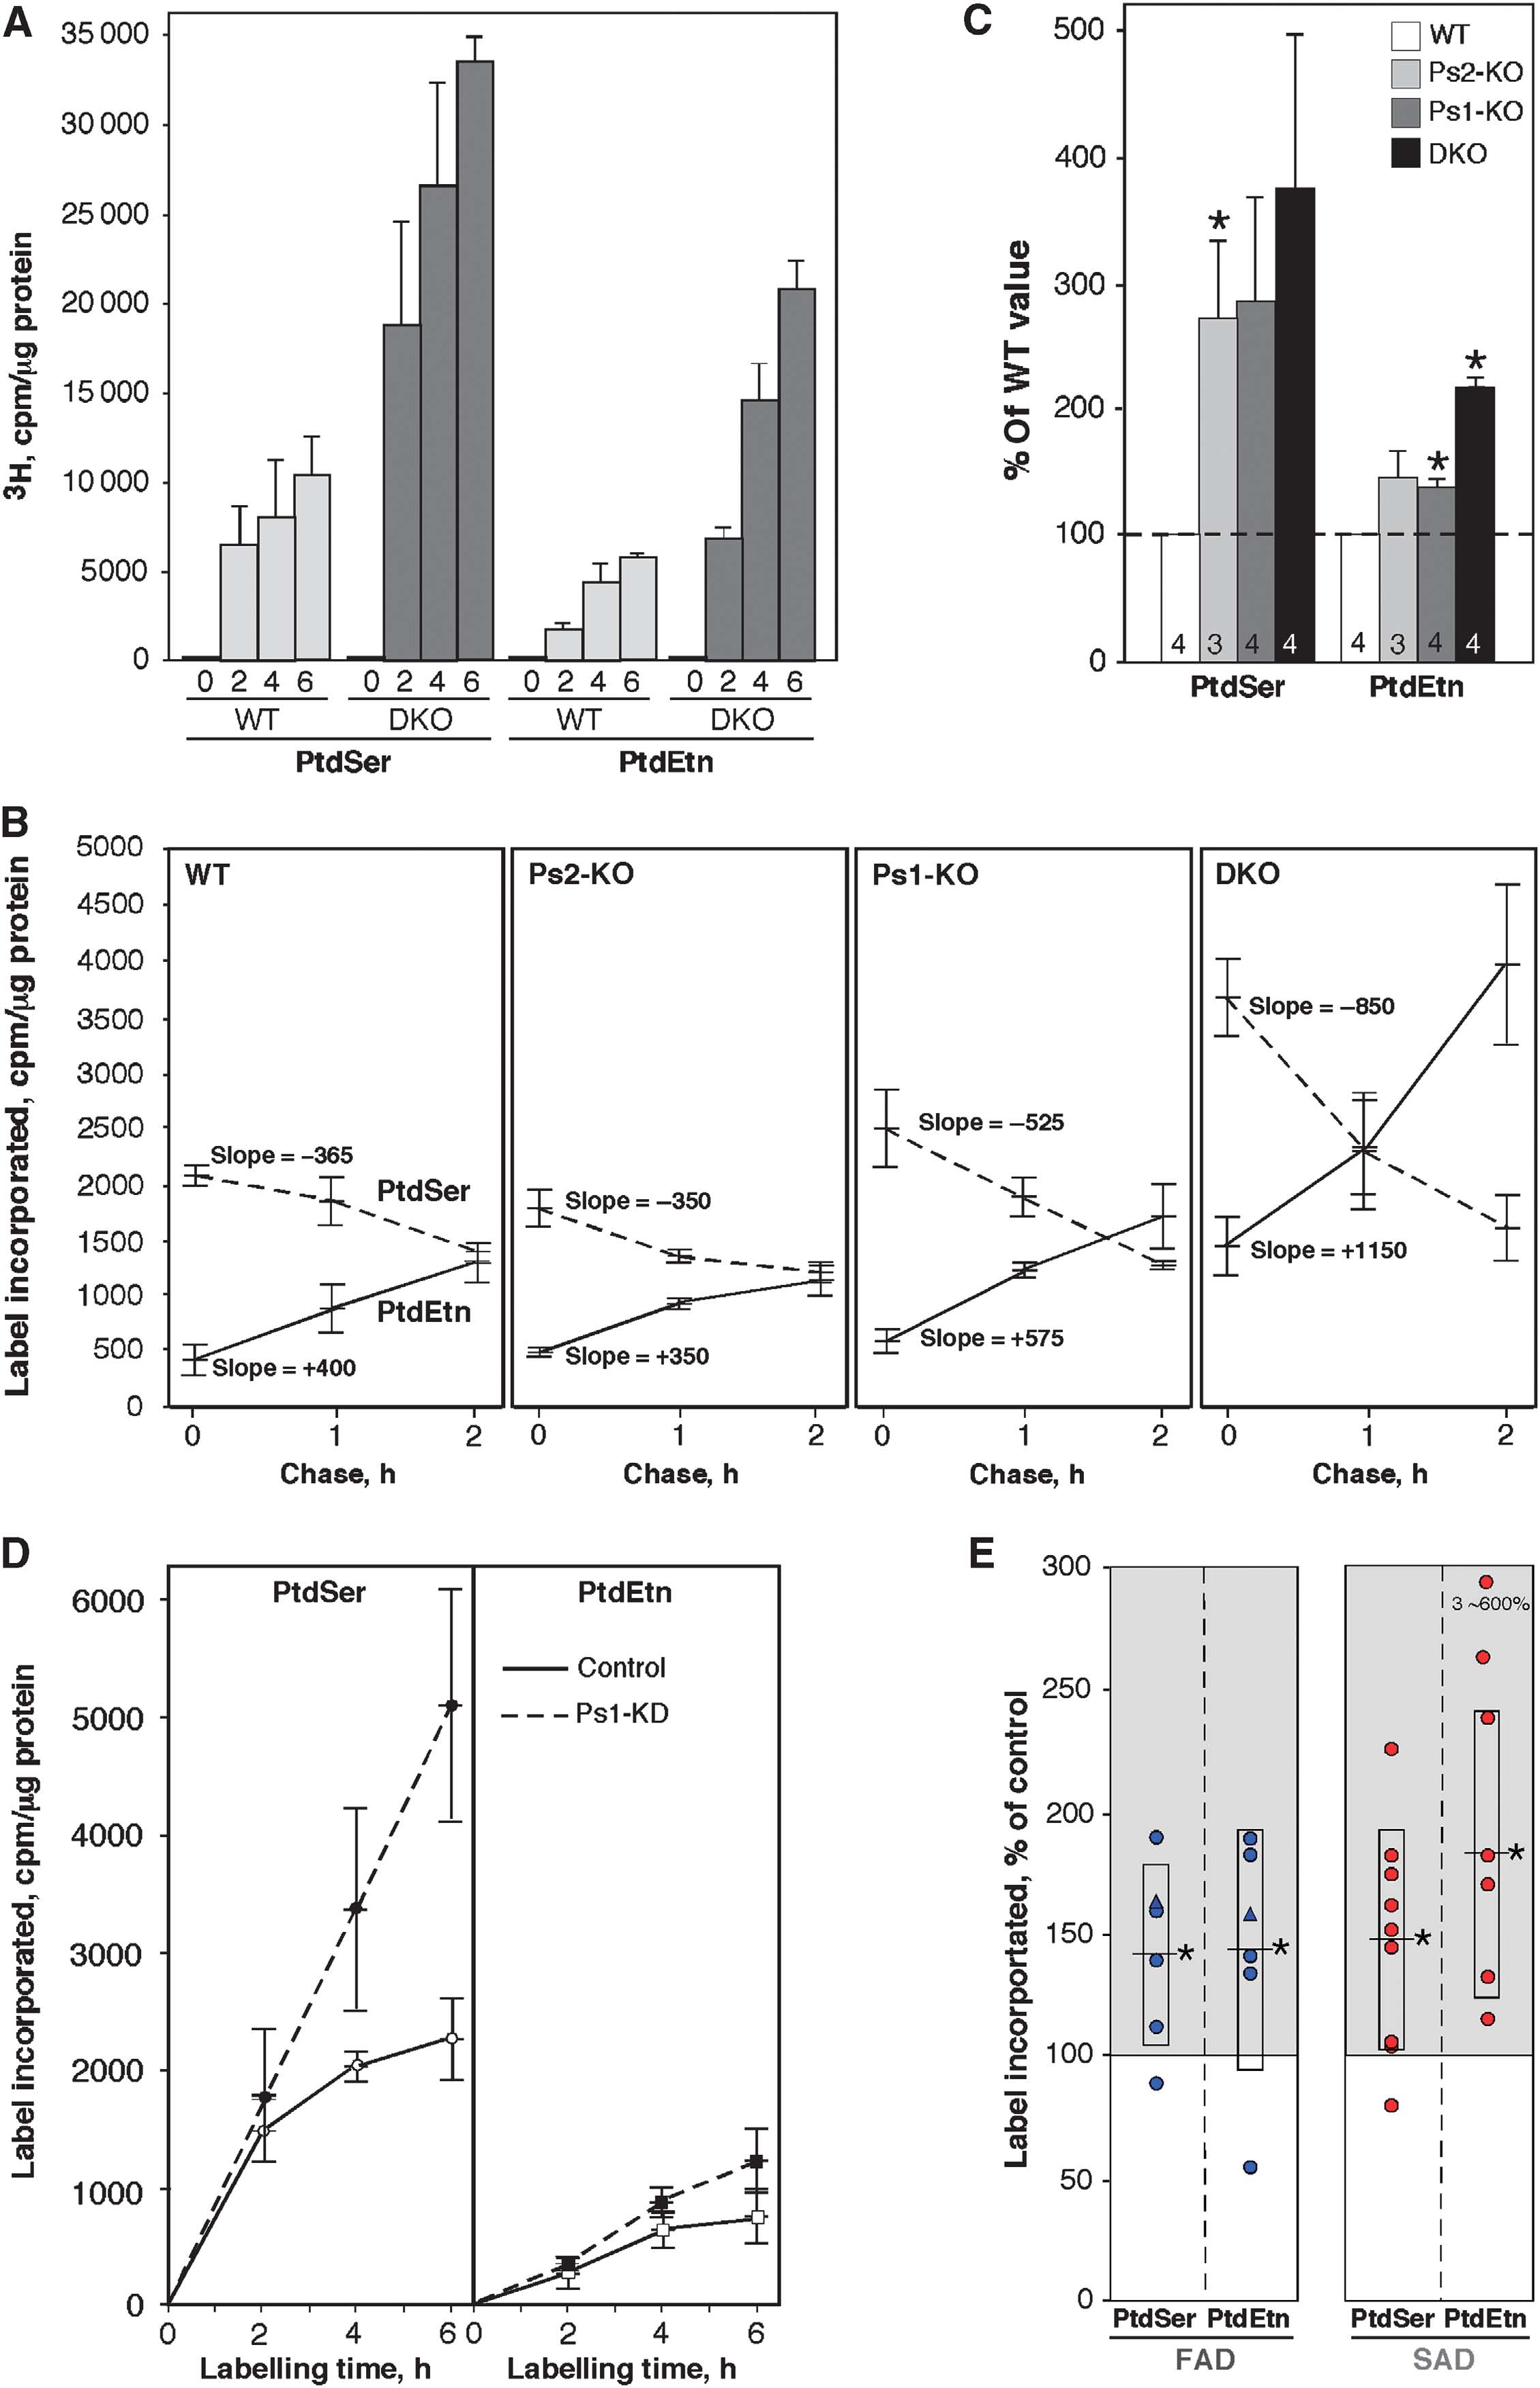 A
35 000
30 000
25 000
20 000
15 000
10 000
5000
0
³H, cpm/µg protein
0 2 4 6 0 2 4 6 0 2 4 6 0 2 4 6
WT DKO WT DKO
PtdSer PtdEtn
C
500
400
300
200
100
0
% Of WT value
WT
Ps2-KO
Ps1-KO
DKO
*
*
*
4 3 4 4 4 3 4 4
PtdSer PtdEtn
B
5000
4500
4000
3500
3000
2500
2000
1500
1000
500
0
Label incorporated, cpm/µg protein
WT
Slope = –365
PtdSer
PtdEtn
Slope = +400
0 1 2
Chase, h
Ps2-KO
Slope = –350
Slope = +350
0 1 2
Chase, h
Ps1-KO
Slope = –525
Slope = +575
0 1 2
Chase, h
DKO
Slope = –850
Slope = +1150
0 1 2
Chase, h
D
6000
5000
4000
3000
2000
1000
0
Label incorporated, cpm/µg protein
PtdSer
PtdEtn
Control
Ps1-KD
0 2 4 6 0 2 4 6
Labelling time, h Labelling time, h
E
300
250
200
150
100
50
0
Label incorportated, % of control
3 ~600%
*
*
*
*
PtdSer PtdEtn PtdSer PtdEtn
FAD SAD